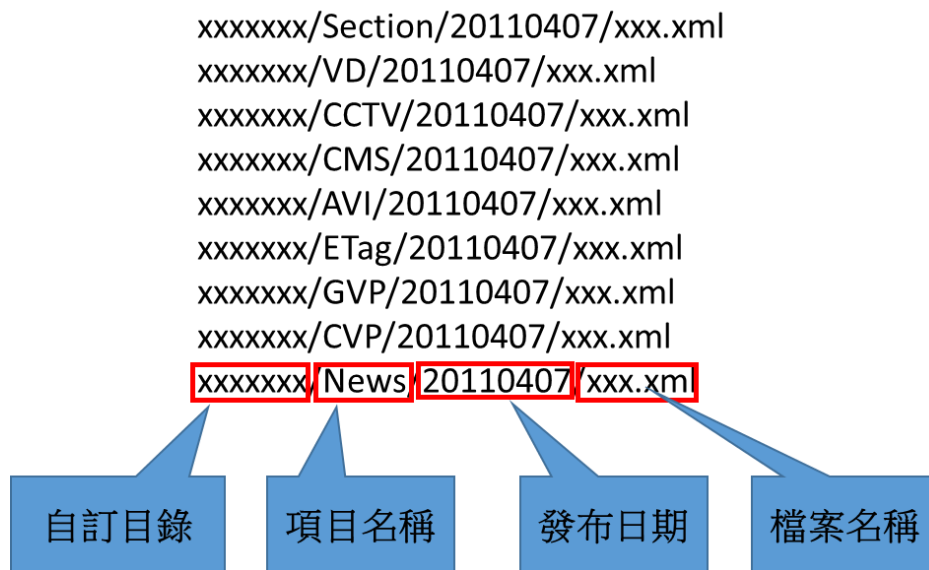 xxxxxxx/Section/20110407/xxx.xml
xxxxxxx/VD/20110407/xxx.xml
xxxxxxx/CCTV/20110407/xxx.xml
xxxxxxx/CMS/20110407/xxx.xml
xxxxxxx/AVI/20110407/xxx.xml
xxxxxxx/ETag/20110407/xxx.xml
xxxxxxx/GVP/20110407/xxx.xml
xxxxxxx/CVP/20110407/xxx.xml
xxxxxxx/News/20110407/xxx.xml
自訂目錄 項目名稱 發布日期 檔案名稱